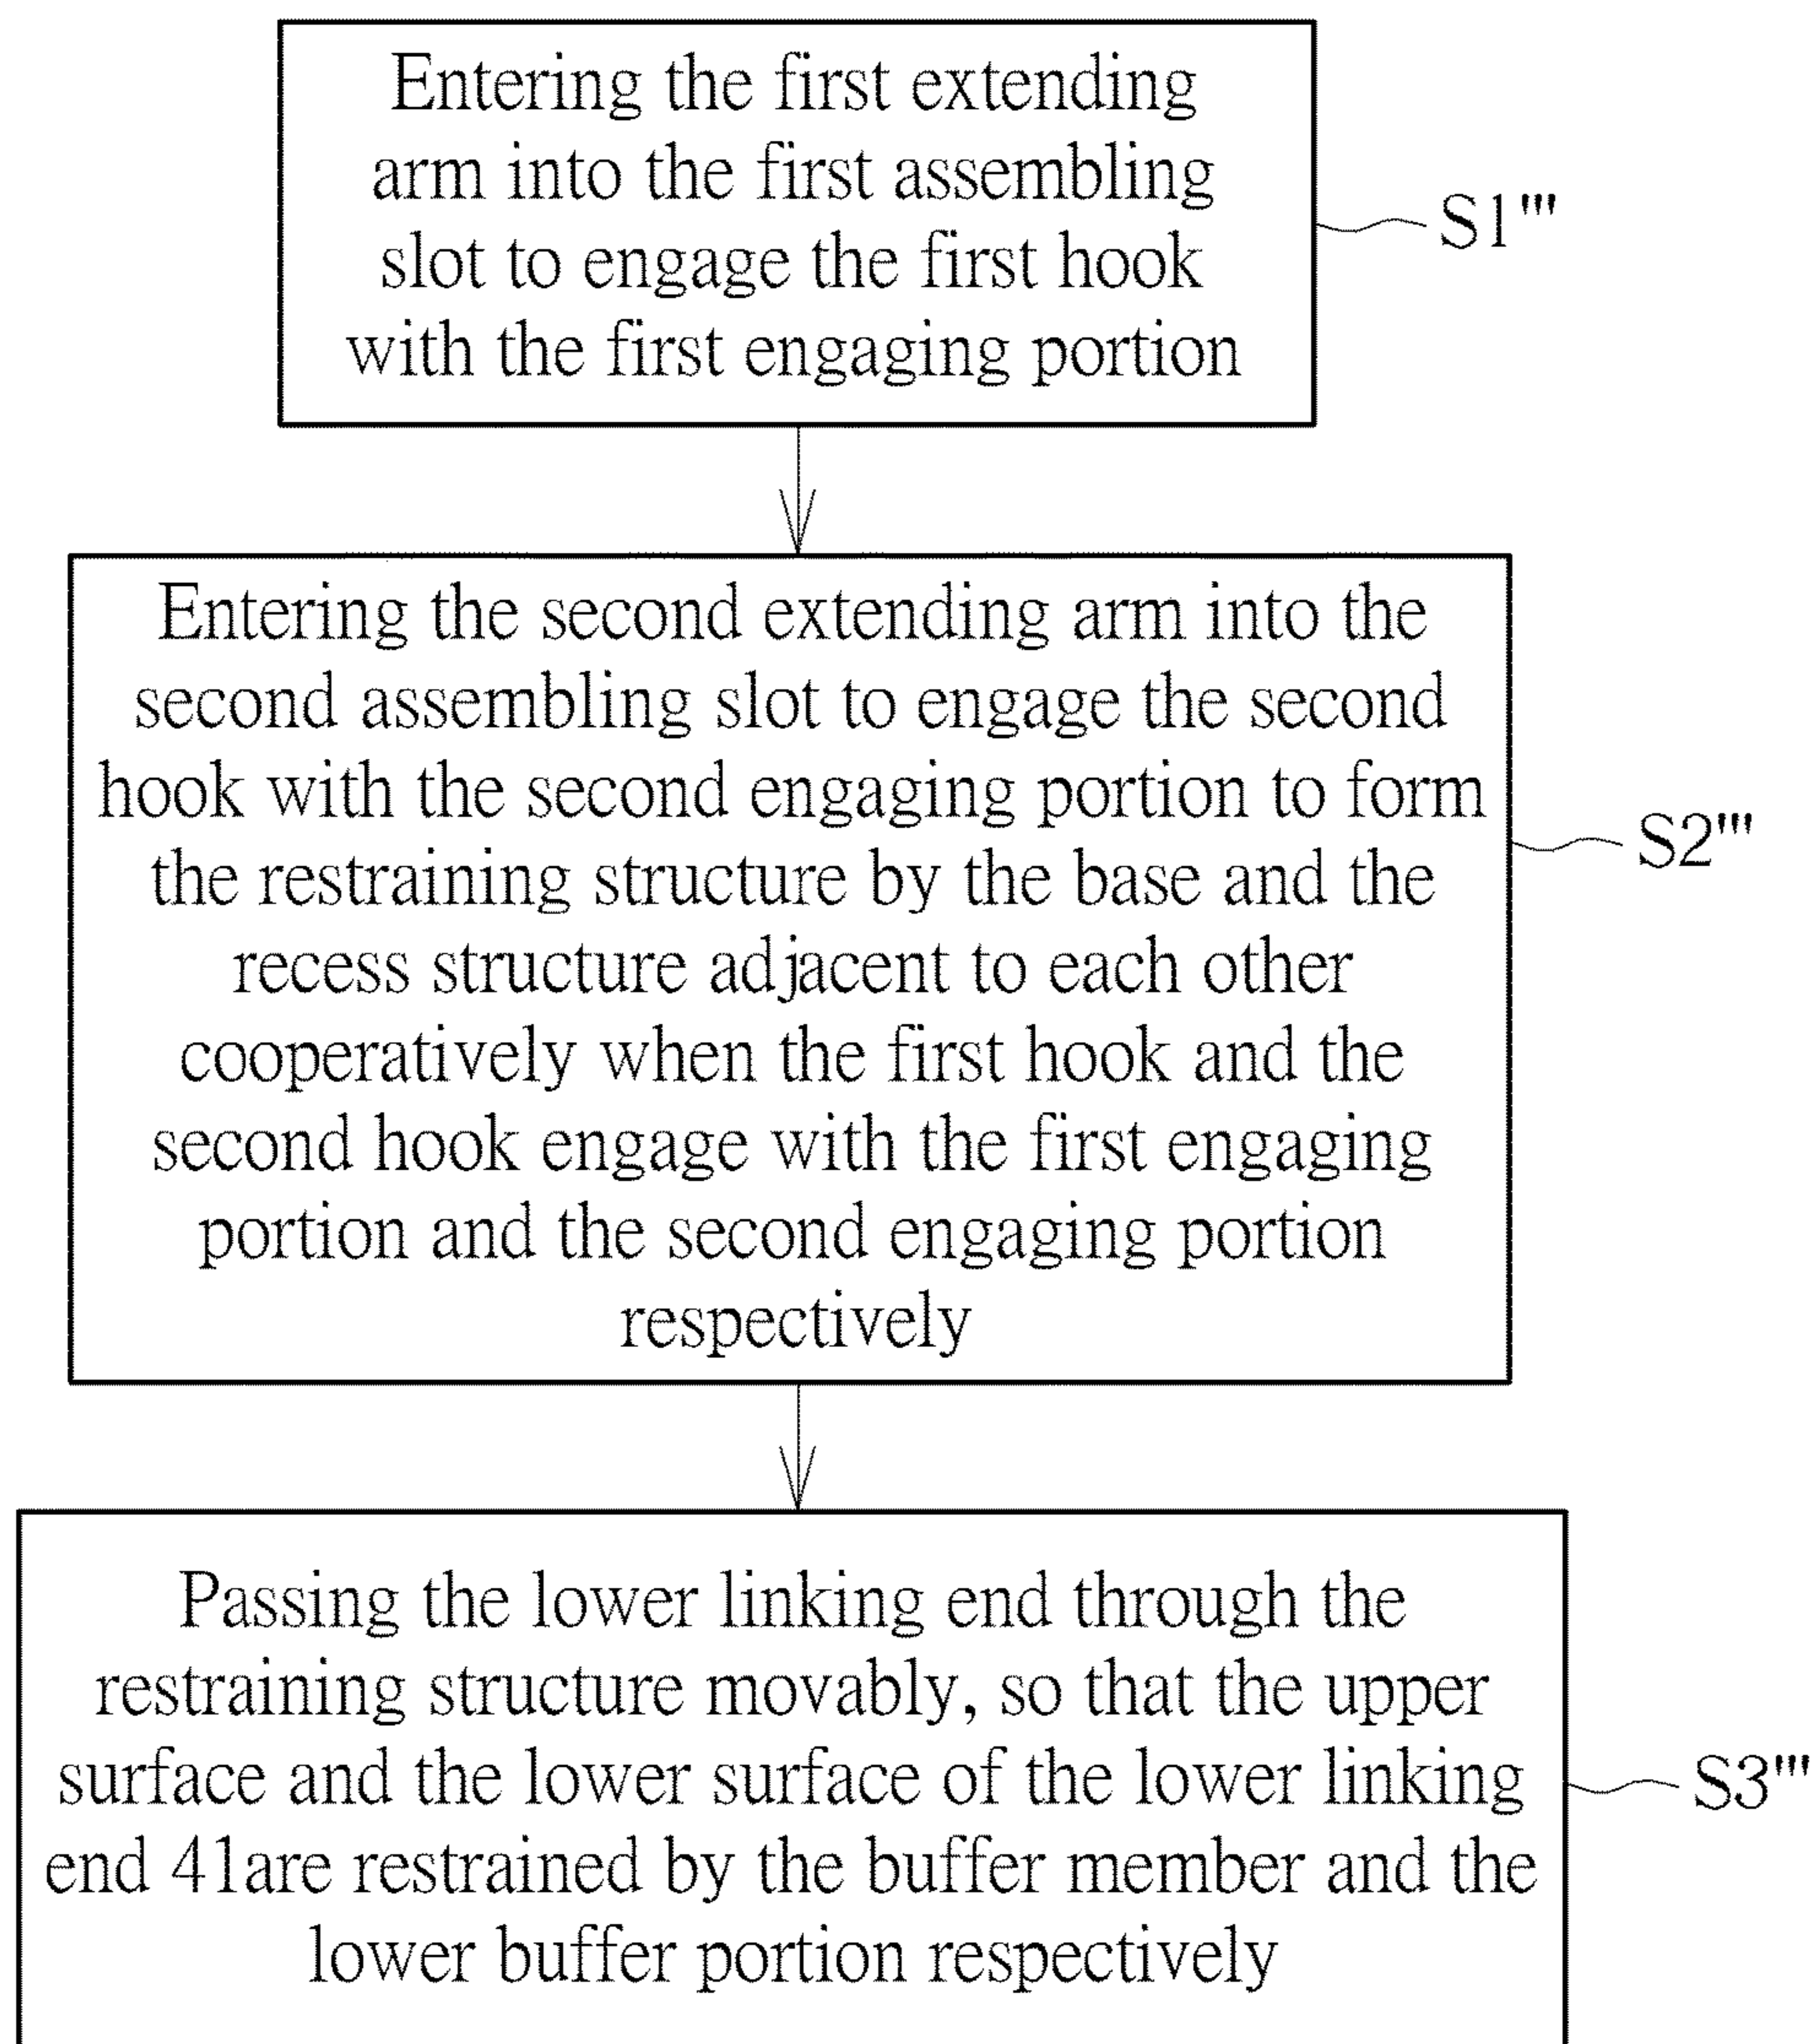 Entering the first extending
arm into the first assembling
slot to engage the first hook
with the first engaging portion
S1'''
Entering the second extending arm into the
second assembling slot to engage the second
hook with the second engaging portion to form
the restraining structure by the base and the
recess structure adjacent to each other
cooperatively when the first hook and the
second hook engage with the first engaging
portion and the second engaging portion
respectively
S2'''
Passing the lower linking end through the
restraining structure movably, so that the upper
surface and the lower surface of the lower linking
end 41are restrained by the buffer member and the
lower buffer portion respectively
S3'''